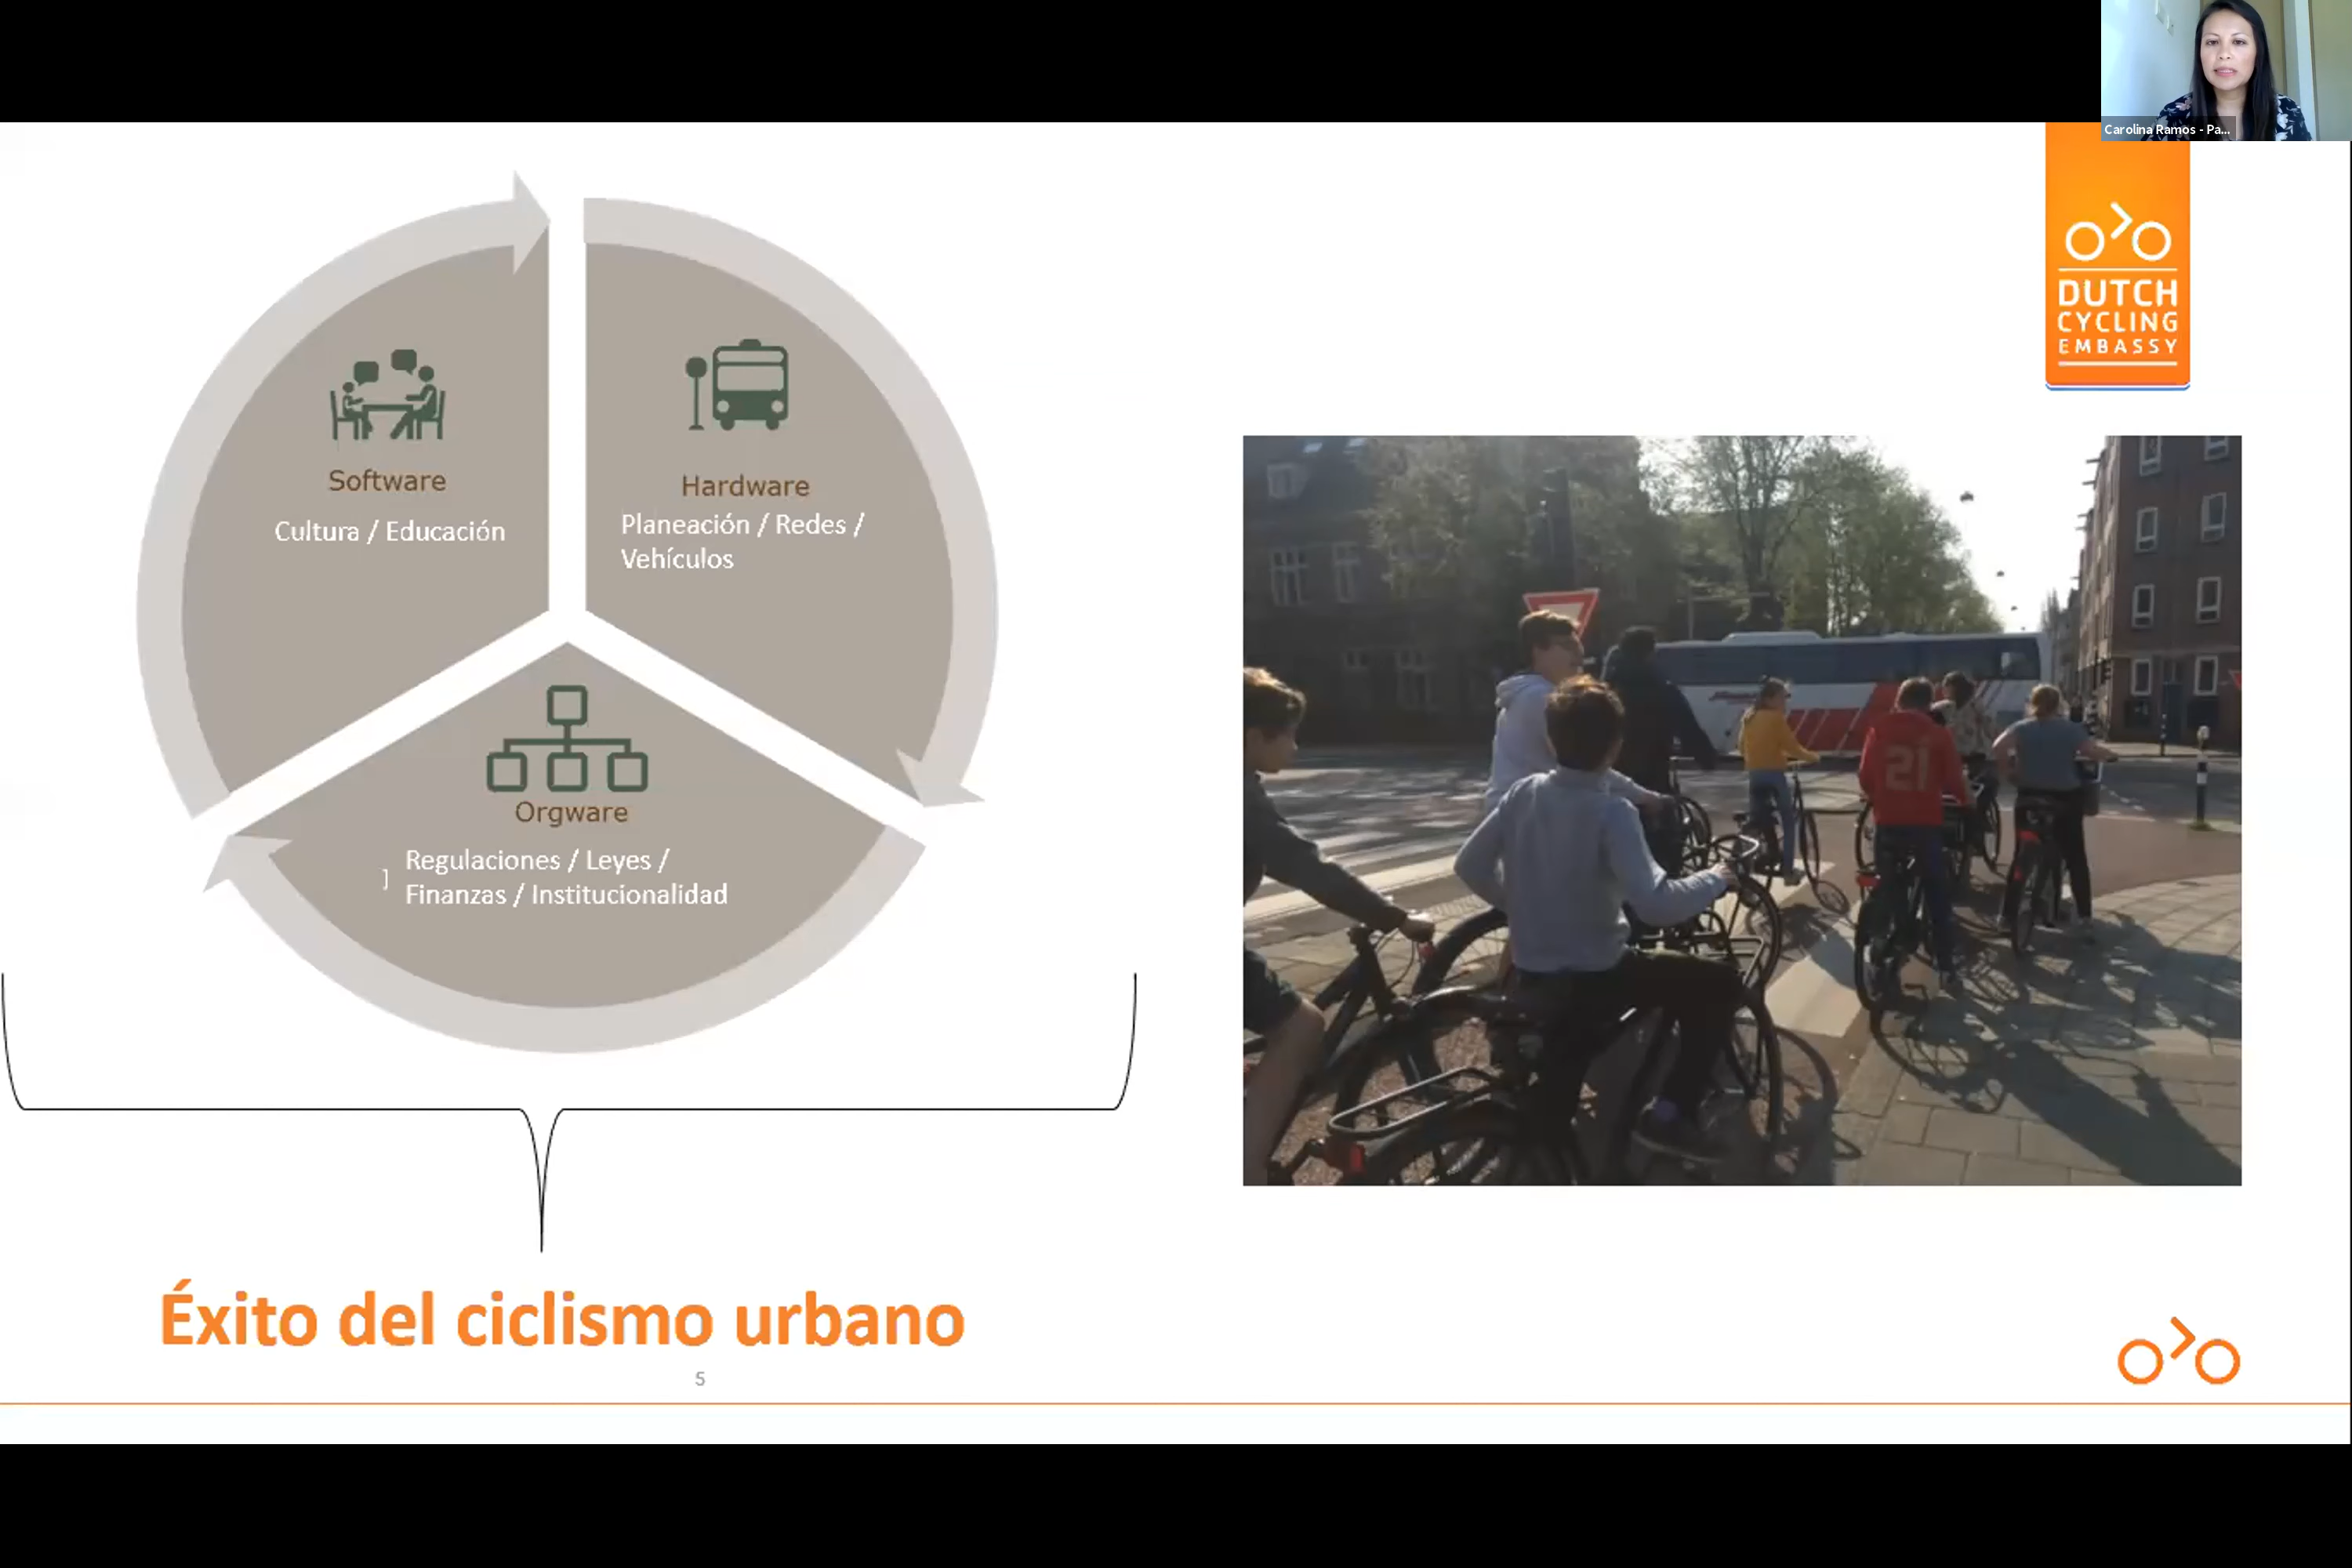 Carolina Ramos - Pa...
DUTCH
CYCLING
EMBASSY
Software
Cultura / Educación
Hardware
Planeación / Redes /
Vehículos
Orgware
]
Regulaciones / Leyes /
Finanzas / Institucionalidad
21
Éxito del ciclismo urbano
5